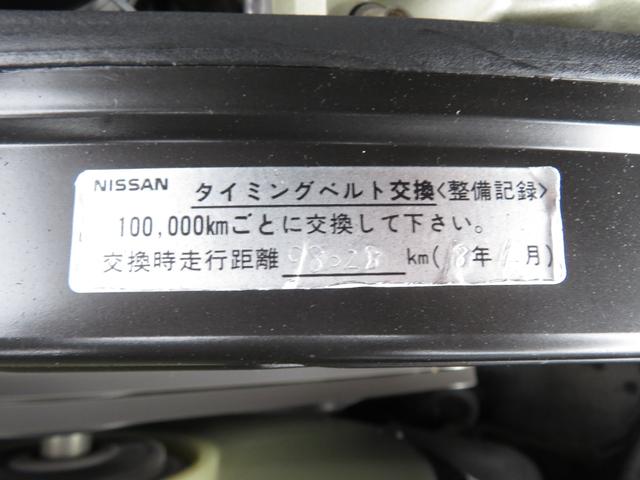 NISSAN タイミングベルト交換<整備記録>
100,000kmごとに交換して下さい。
交換時走行距離 km( 8年 月)